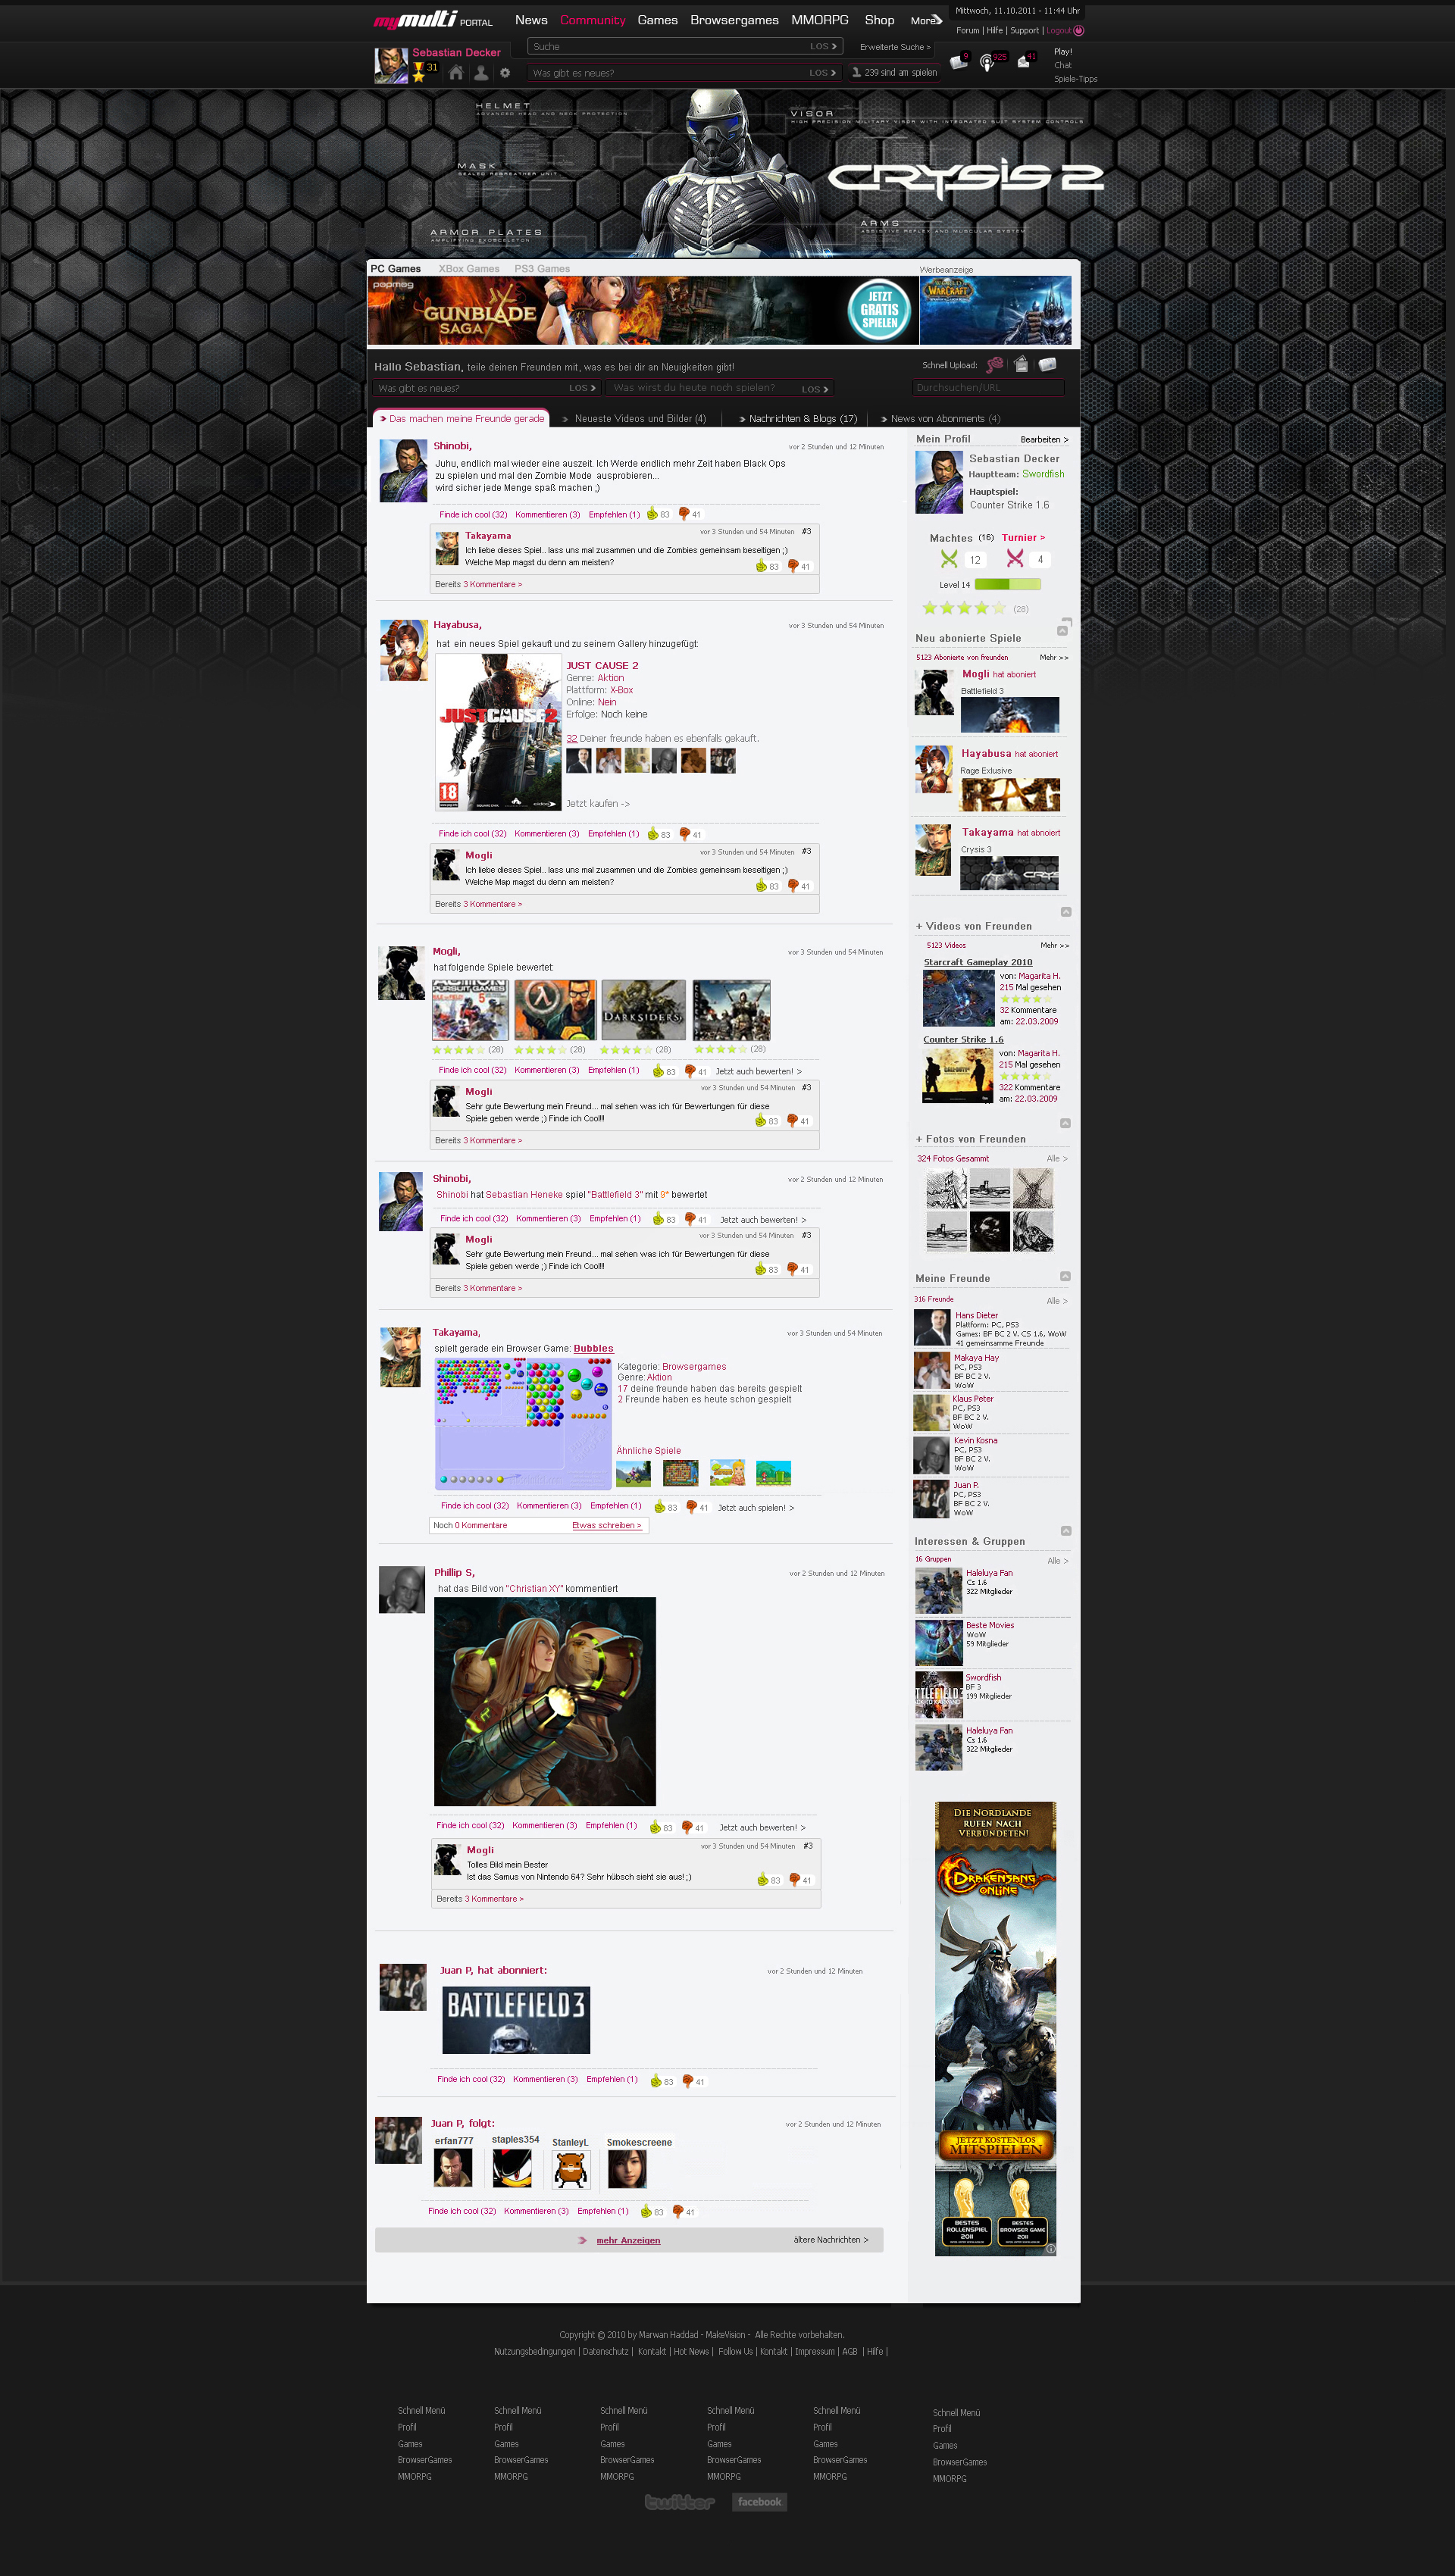 mymulti PORTAL
News Community Games Browsergames MMORPG Shop More
Mittwoch, 11.10.2011 - 11:44 Uhr
Forum | Hilfe | Support | Logout
Sebastian Decker
31
Suche LOS
Erweiterte Suche >
Was gibt es neues? LOS
239 sind am spielen
9 925 41
Play!
Chat
Spiele-Tipps
HELMET
ADVANCED HEAD AND NECK PROTECTION
VISOR
HIGH PRECISION MILITARY VISOR WITH INTEGRATED SUIT SYSTEM CONTROLS
MASK
SEALED REBREATHER UNIT
CRYSIS 2
ARMOR PLATES
AMPLIFYING EXOSKELETON
ARMS
ASSISTIVE REFLEX AND MUSCULAR SYSTEM
PC Games XBox Games PS3 Games
Werbeanzeige
popmog
GUNBLADE
SAGA
JETZT
GRATIS
SPIELEN
WORLD
WARCRAFT
Hallo Sebastian, teile deinen Freunden mit, was es bei dir an Neuigkeiten gibt!
Schnell Upload:
Was gibt es neues? LOS
Was wirst du heute noch spielen? LOS
Durchsuchen/URL
Das machen meine Freunde gerade
Neueste Videos und Bilder (4)
Nachrichten & Blogs (17)
News von Abonments (4)
Shinobi,
vor 2 Stunden und 12 Minuten
Juhu, endlich mal wieder eine auszeit. Ich Werde endlich mehr Zeit haben Black Ops
zu spielen und mal den Zombie Mode ausprobieren...
wird sicher jede Menge spaß machen ;)
Finde ich cool (32) Kommentieren (3) Empfehlen (1) 83 41
Takayama
vor 3 Stunden und 54 Minuten #3
Ich liebe dieses Spiel.. lass uns mal zusammen und die Zombies gemeinsam beseitigen ;)
Welche Map magst du denn am meisten?
83 41
Bereits 3 Kommentare >
Hayabusa,
vor 3 Stunden und 54 Minuten
hat ein neues Spiel gekauft und zu seinem Gallery hinzugefügt:
JUST CAUSE 2
18
JUST CAUSE 2
Genre: Aktion
Plattform: X-Box
Online: Nein
Erfolge: Noch keine
32 Deiner freunde haben es ebenfalls gekauft.
Jetzt kaufen ->
Finde ich cool (32) Kommentieren (3) Empfehlen (1) 83 41
Mogli
vor 3 Stunden und 54 Minuten #3
Ich liebe dieses Spiel.. lass uns mal zusammen und die Zombies gemeinsam beseitigen ;)
Welche Map magst du denn am meisten?
83 41
Bereits 3 Kommentare >
Mogli,
vor 3 Stunden und 54 Minuten
hat folgende Spiele bewertet:
PURSUIT GAMES
5
DARKSIDERS
(28) (28) (28) (28)
Finde ich cool (32) Kommentieren (3) Empfehlen (1) 83 41 Jetzt auch bewerten! >
Mogli
vor 3 Stunden und 54 Minuten #3
Sehr gute Bewertung mein Freund... mal sehen was ich für Bewertungen für diese
Spiele geben werde ;) Finde ich Cool!!!
83 41
Bereits 3 Kommentare >
Shinobi,
vor 2 Stunden und 12 Minuten
Shinobi hat Sebastian Heneke spiel "Battlefield 3" mit 9* bewertet
Finde ich cool (32) Kommentieren (3) Empfehlen (1) 83 41 Jetzt auch bewerten! >
Mogli
vor 3 Stunden und 54 Minuten #3
Sehr gute Bewertung mein Freund... mal sehen was ich für Bewertungen für diese
Spiele geben werde ;) Finde ich Cool!!!
83 41
Bereits 3 Kommentare >
Takayama,
vor 3 Stunden und 54 Minuten
spielt gerade ein Browser Game: Bubbles
Kategorie: Browsergames
Genre: Aktion
17 deine freunde haben das bereits gespielt
2 Freunde haben es heute schon gespielt
Ähnliche Spiele
Finde ich cool (32) Kommentieren (3) Empfehlen (1) 83 41 Jetzt auch spielen! >
Noch 0 Kommentare Etwas schreiben >
Phillip S,
vor 2 Stunden und 12 Minuten
hat das Bild von "Christian XY" kommentiert
Finde ich cool (32) Kommentieren (3) Empfehlen (1) 83 41 Jetzt auch bewerten! >
Mogli
vor 3 Stunden und 54 Minuten #3
Tolles Bild mein Bester
Ist das Samus von Nintendo 64? Sehr hübsch sieht sie aus! ;)
83 41
Bereits 3 Kommentare >
Juan P, hat abonniert:
vor 2 Stunden und 12 Minuten
BATTLEFIELD 3
Finde ich cool (32) Kommentieren (3) Empfehlen (1) 83 41
Juan P, folgt:
vor 2 Stunden und 12 Minuten
erfan777 staples354 StanleyL Smokescreene
Finde ich cool (32) Kommentieren (3) Empfehlen (1) 83 41
mehr Anzeigen
ältere Nachrichten >
Mein Profil Bearbeiten >
Sebastian Decker
Hauptteam: Swordfish
Hauptspiel:
Counter Strike 1.6
Machtes (16) Turnier >
12 4
Level 14
(28)
Neu abonierte Spiele
5123 Abonierte von freunden Mehr >>
Mogli hat aboniert
Battlefield 3
Hayabusa hat aboniert
Rage Exlusive
Takayama hat abnoiert
Crysis 3
CRYS
+ Videos von Freunden
5123 Videos Mehr >>
Starcraft Gameplay 2010
von: Magarita H.
215 Mal gesehen
32 Kommentare
am: 22.03.2009
Counter Strike 1.6
von: Magarita H.
215 Mal gesehen
322 Kommentare
am: 22.03.2009
+ Fotos von Freunden
324 Fotos Gesammt Alle >
Meine Freunde
316 Freunde Alle >
Hans Dieter
Plattform: PC, PS3
Games: BF BC 2 V. CS 1.6, WoW
41 gemeinsamme Freunde
Makaya Hay
PC, PS3
BF BC 2 V.
WoW
Klaus Peter
PC, PS3
BF BC 2 V.
WoW
Kevin Kosna
PC, PS3
BF BC 2 V.
WoW
Juan P.
PC, PS3
BF BC 2 V.
WoW
Interessen & Gruppen
16 Gruppen Alle >
Haleluya Fan
Cs 1.6
322 Mitglieder
Beste Movies
WoW
59 Mitglieder
Swordfish
BF 3
199 Mitglieder
Haleluya Fan
Cs 1.6
322 Mitglieder
DIE NORDLANDE
RUFEN NACH
VERBÜNDETEN!
DRAKENSANG
ONLINE
JETZT KOSTENLOS
MITSPIELEN
BESTES
ROLLENSPIEL
2011
BESTES
BROWSER GAME
2011
Copyright © 2010 by Marwan Haddad - MakeVision - Alle Rechte vorbehalten.
Nutzungsbedingungen | Datenschutz | Kontakt | Hot News | Follow Us | Kontakt | Impressum | AGB | Hilfe |
Schnell Menü Schnell Menü Schnell Menü Schnell Menü Schnell Menü Schnell Menü
Profil Profil Profil Profil Profil Profil
Games Games Games Games Games Games
BrowserGames BrowserGames BrowserGames BrowserGames BrowserGames BrowserGames
MMORPG MMORPG MMORPG MMORPG MMORPG MMORPG
twitter facebook